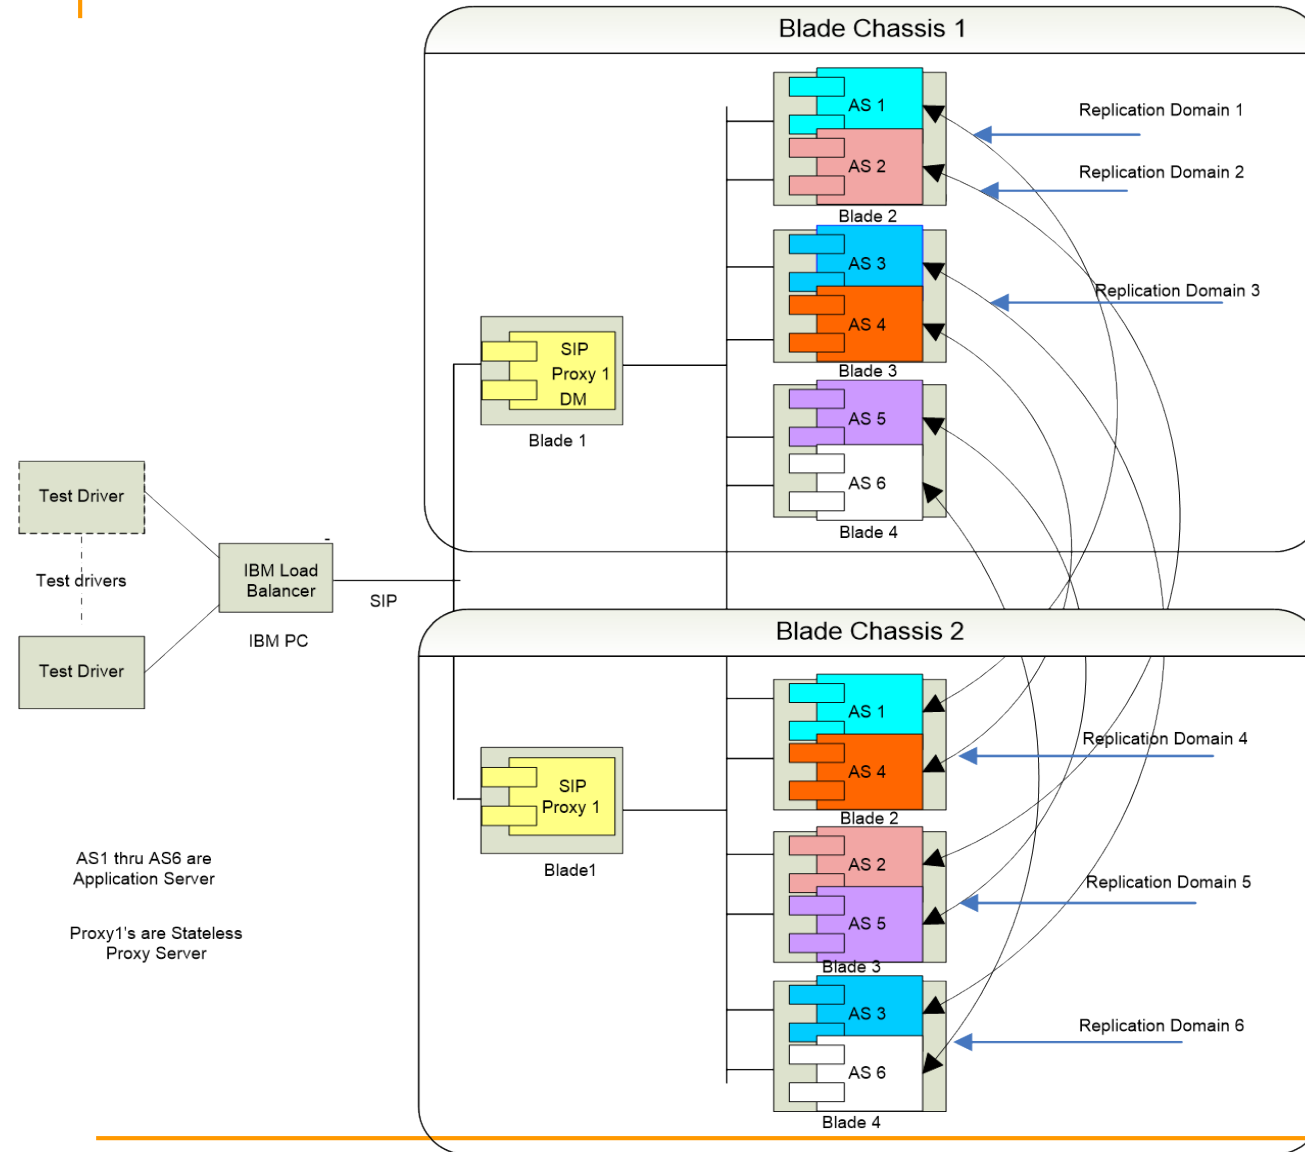 Blade Chassis 1
AS 1
Replication Domain 1
AS 2
Replication Domain 2
Blade 2
AS 3
Replication Domain 3
AS 4
Blade 3
SIP
Proxy 1
DM
Blade 1
AS 5
AS 6
Blade 4
Test Driver
Test drivers
Test Driver
-
IBM Load
Balancer
IBM PC
SIP
Blade Chassis 2
AS 1
Replication Domain 4
AS 4
Blade 2
SIP
Proxy 1
Blade1
AS 2
Replication Domain 5
AS 5
Blade 3
AS 3
Replication Domain 6
AS 6
Blade 4
AS1 thru AS6 are
Application Server
Proxy1's are Stateless
Proxy Server